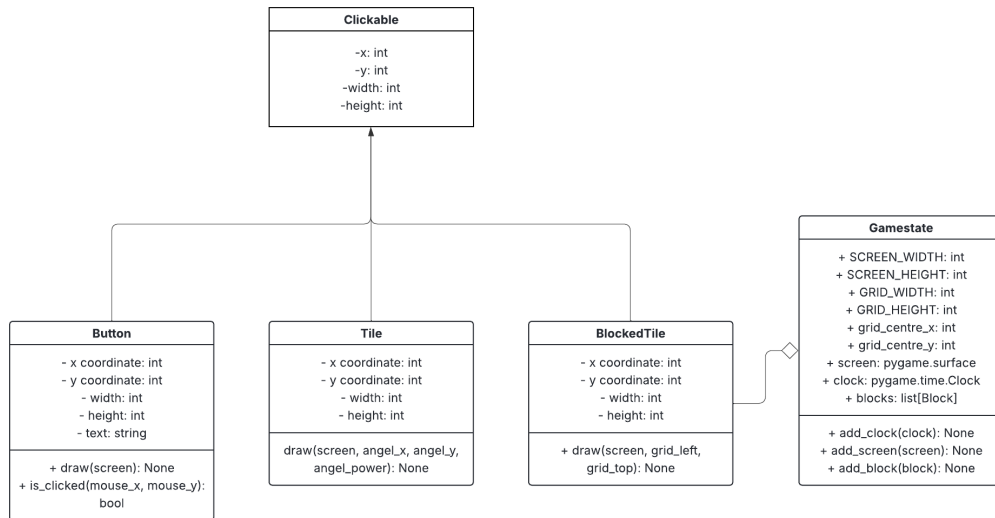 Clickable
-x: int
-y: int
-width: int
-height: int
Gamestate
+ SCREEN_WIDTH: int
+ SCREEN_HEIGHT: int
+ GRID_WIDTH: int
+ GRID_HEIGHT: int
+ grid_centre_x: int
+ grid_centre_y: int
+ screen: pygame.surface
+ clock: pygame.time.Clock
+ blocks: list[Block]
+ add_clock(clock): None
+ add_screen(screen): None
+ add_block(block): None
Button
- x coordinate: int
- y coordinate: int
- width: int
- height: int
- text: string
+ draw(screen): None
+ is_clicked(mouse_x, mouse_y):
bool
Tile
- x coordinate: int
- y coordinate: int
- width: int
- height: int
draw(screen, angel_x, angel_y,
angel_power): None
BlockedTile
- x coordinate: int
- y coordinate: int
- width: int
- height: int
+ draw(screen, grid_left,
grid_top): None